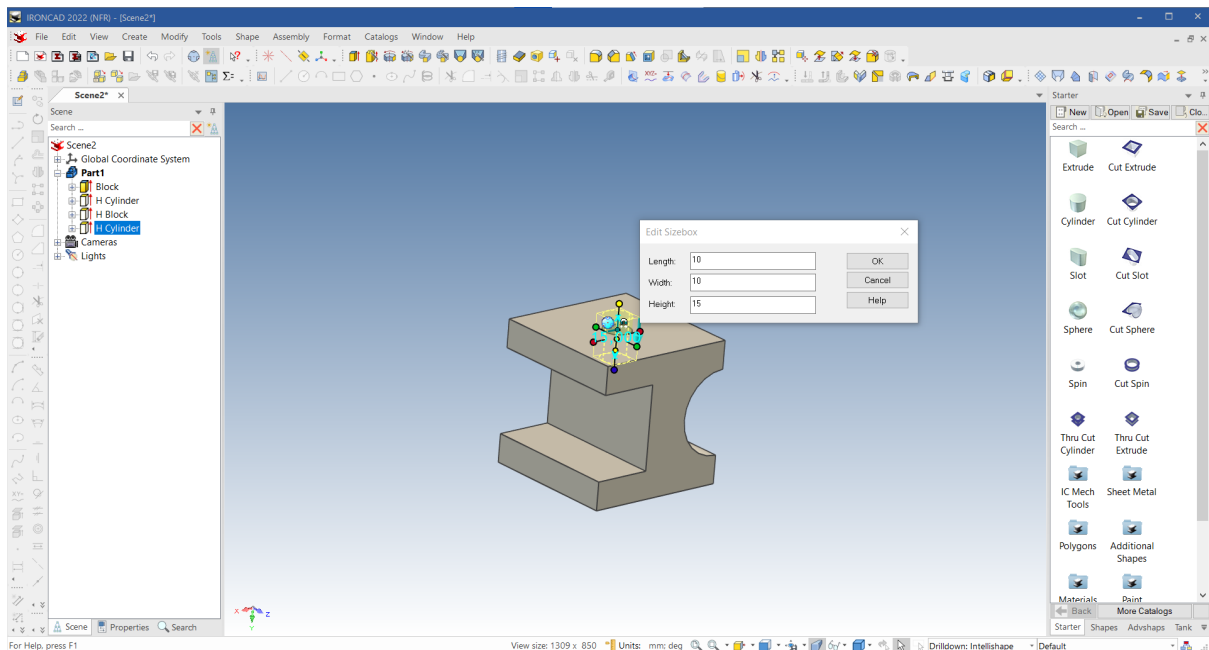 IRONCAD 2022 (NFR) - [Scene2*]
File Edit View Create Modify Tools Shape Assembly Format Catalogs Window Help
Scene2*
Scene
Search ...
Scene2
Global Coordinate System
Part1
Block
H Cylinder
H Block
H Cylinder
Cameras
Lights
Edit Sizebox
Length: 10 OK
Width: 10 Cancel
Height: 15 Help
Starter
New Open Save Clo...
Search ...
Extrude Cut Extrude
Cylinder Cut Cylinder
Slot Cut Slot
Sphere Cut Sphere
Spin Cut Spin
Thru Cut Cylinder
Thru Cut Extrude
IC Mech Tools
Sheet Metal
Polygons
Additional Shapes
Materials Paint
Back More Catalogs
Starter Shapes Advshaps Tank
X Z
Y
Scene Properties Search
For Help, press F1
View size: 1309 x 850 Units: mm: deg Drilldown: Intellishape Default